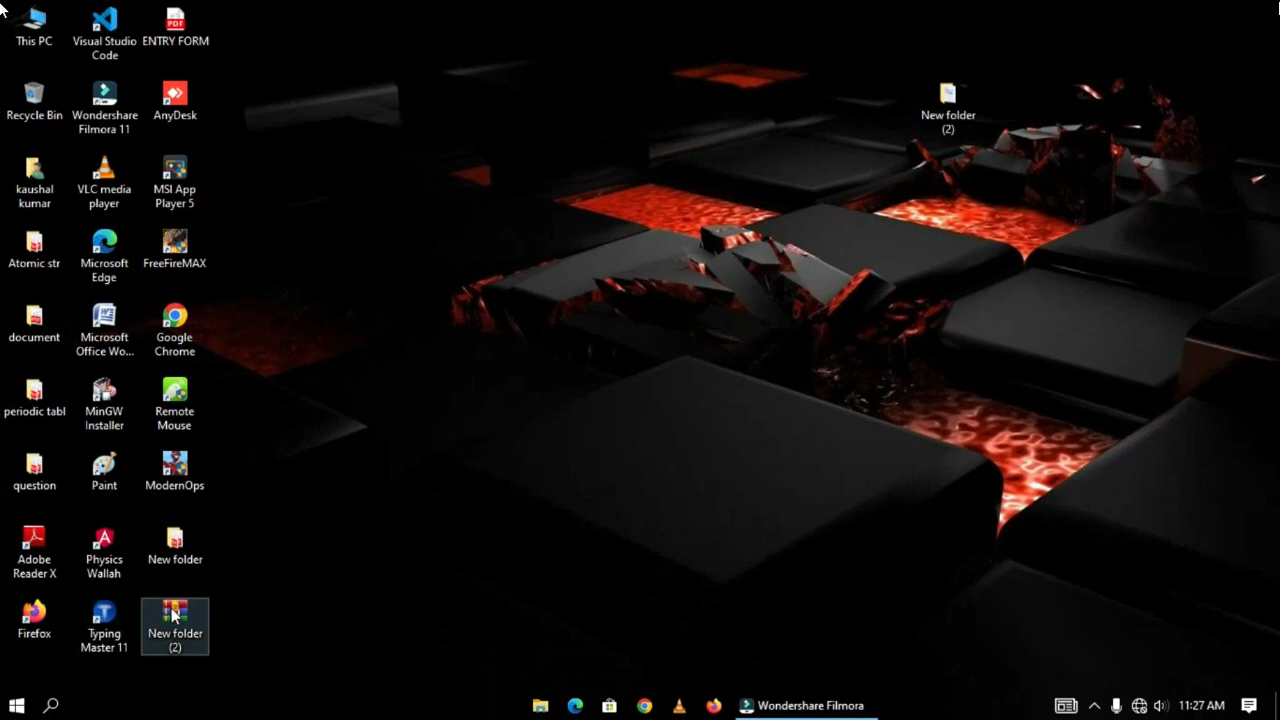 This PC
Visual Studio
Code
ENTRY FORM
PDF
Recycle Bin
Wondershare
Filmora 11
AnyDesk
kaushal
kumar
VLC media
player
MSI App
Player 5
Atomic str
Microsoft
Edge
FreeFireMAX
document
Microsoft
Office Wo...
Google
Chrome
periodic tabl
MinGW
Installer
Remote
Mouse
question
Paint
ModernOps
Adobe
Reader X
Physics
Wallah
New folder
Firefox
Typing
Master 11
New folder
(2)
New folder
(2)
Wondershare Filmora
11:27 AM